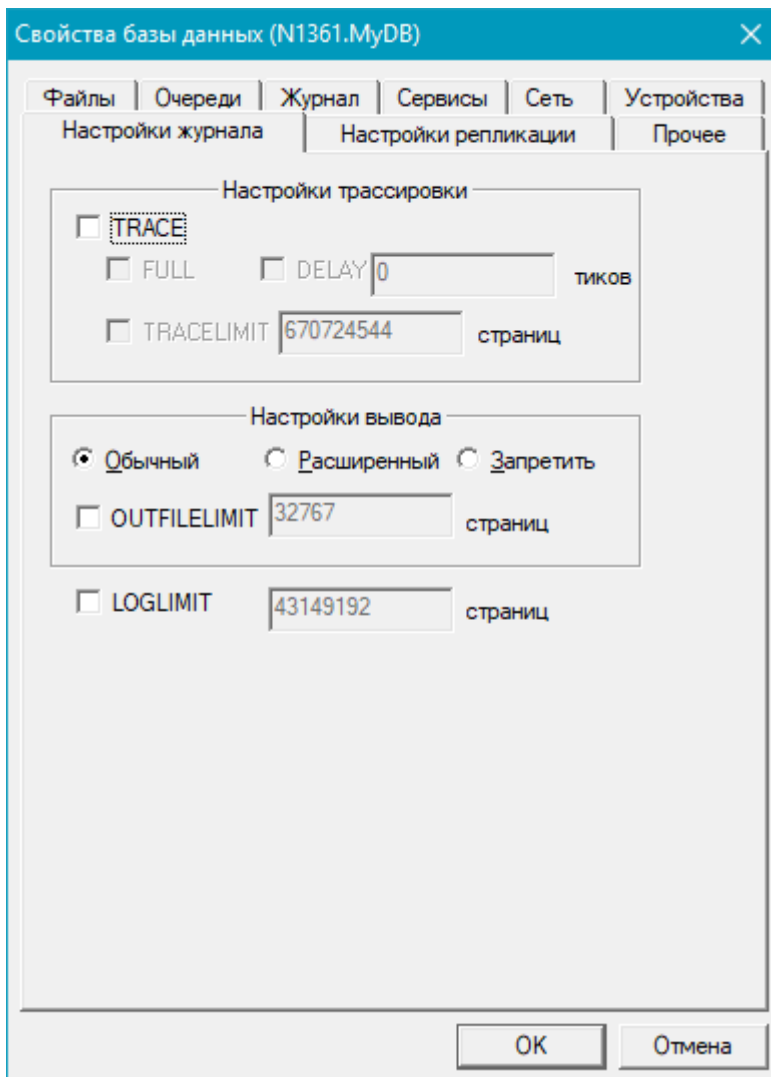 Свойства базы данных (N1361.MyDB)
Файлы Очереди Журнал Сервисы Сеть Устройства
Настройки журнала Настройки репликации Прочее
Настройки трассировки
TRACE
FULL DELAY 0 тиков
TRACELIMIT 670724544 страниц
Настройки вывода
Обычный Расширенный Запретить
OUTFILELIMIT 32767 страниц
LOGLIMIT 43149192 страниц
OK Отмена